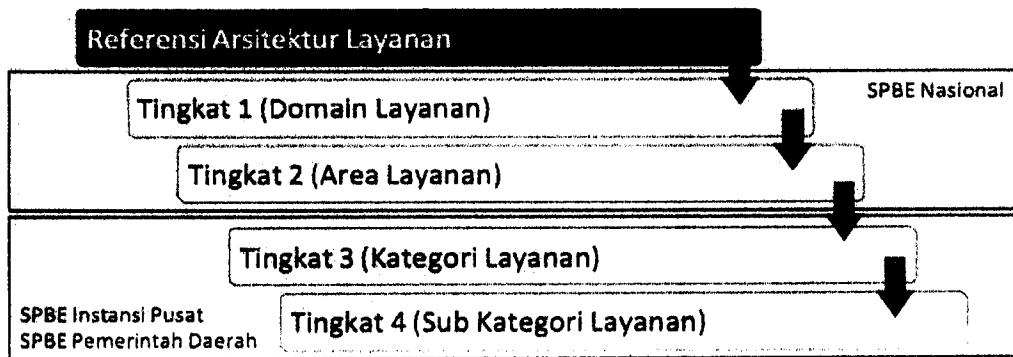 Referensi Arsitektur Layanan
SPBE Nasional
Tingkat 1 (Domain Layanan)
Tingkat 2 (Area Layanan)
Tingkat 3 (Kategori Layanan)
Tingkat 4 (Sub Kategori Layanan)
SPBE Instansi Pusat
SPBE Pemerintah Daerah